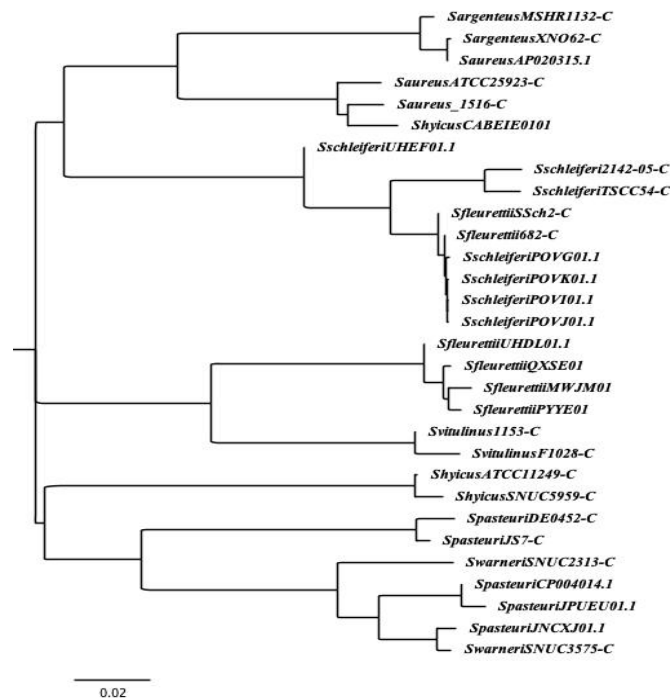 SargenteusMSHR1132-C
SargenteusXNO62-C
SaureusAP020315.1
SaureusATCC25923-C
Saureus_1516-C
ShyicusCABEIE0101
SschleiferiUHEF01.1
Sschleiferi2142-05-C
SschleiferiTSCC54-C
SfleurettiiSSch2-C
Sfleurettii682-C
SschleiferiPOVG01.1
SschleiferiPOVK01.1
SschleiferiPOVI01.1
SschleiferiPOVJ01.1
SfleurettiiUHDL01.1
SfleurettiiQXSE01
SfleurettiiMWJM01
SfleurettiiPYYE01
Svitulinus1153-C
SvitulinusF1028-C
ShyicusATCC11249-C
ShyicusSNUC5959-C
SpasteuriDE0452-C
SpasteuriJS7-C
SwarneriSNUC2313-C
SpasteuriCP004014.1
SpasteuriJPUEU01.1
SpasteuriJNCXJ01.1
SwarneriSNUC3575-C
0.02